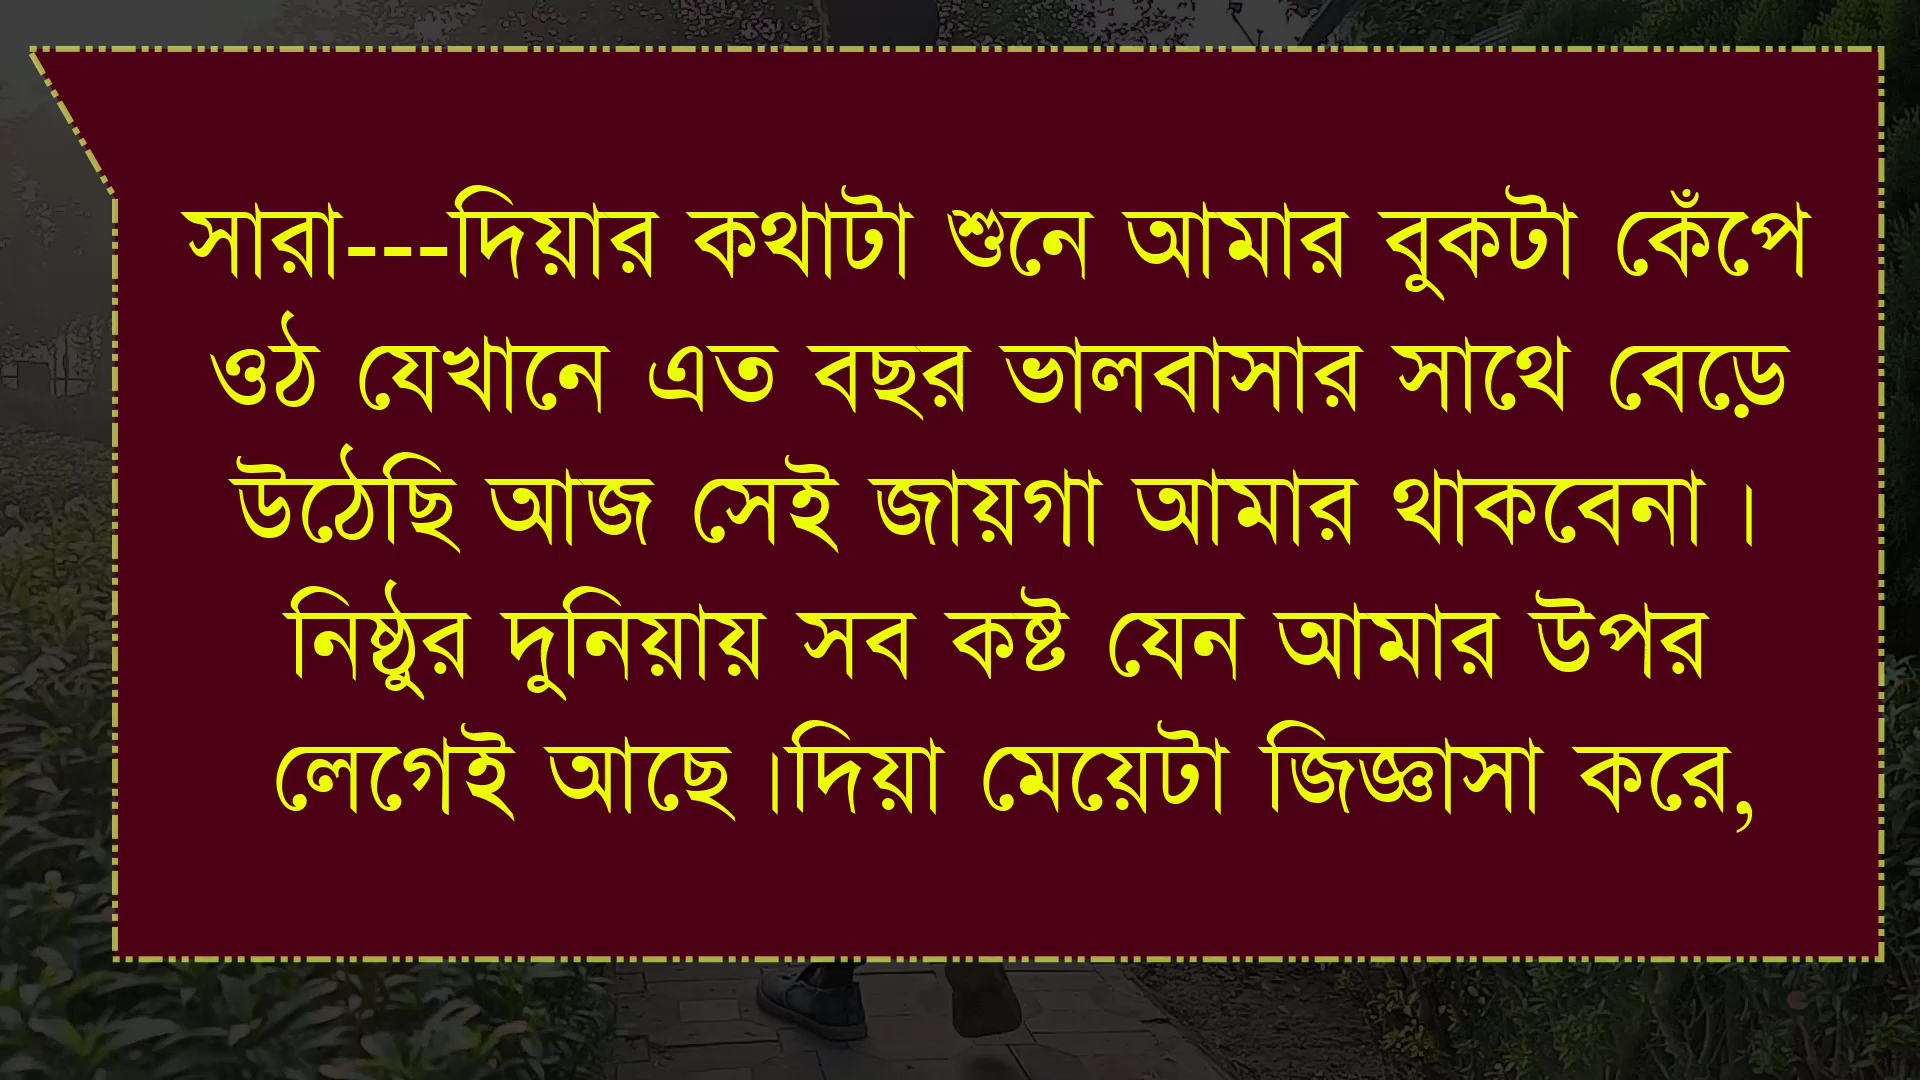 সারা---দিয়ার কথাটা শুনে আমার বুকটা কেঁপে
ওঠ যেখানে এত বছর ভালবাসার সাথে বেড়ে
উঠেছি আজ সেই জায়গা আমার থাকবেনা।
নিষ্ঠুর দুনিয়ায় সব কষ্ট যেন আমার উপর
লেগেই আছে।দিয়া মেয়েটা জিজ্ঞাসা করে,